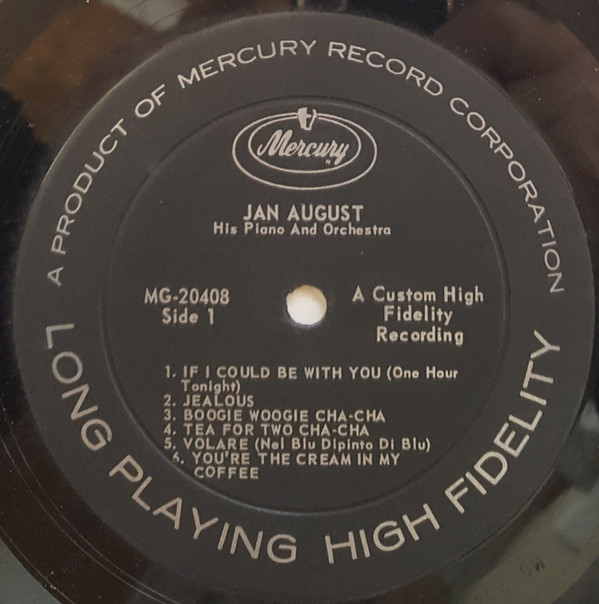 A PRODUCT OF MERCURY RECORD CORPORATION
Mercury
JAN AUGUST
His Piano And Orchestra
MG-20408
Side 1
A Custom High
Fidelity
Recording
1. IF I COULD BE WITH YOU (One Hour
Tonight)
2. JEALOUS
3. BOOGIE WOOGIE CHA-CHA
4. TEA FOR TWO CHA-CHA
5. VOLARE (Nel Blu Dipinto Di Blu)
6. YOU'RE THE CREAM IN MY
COFFEE
LONG PLAYING HIGH FIDELITY